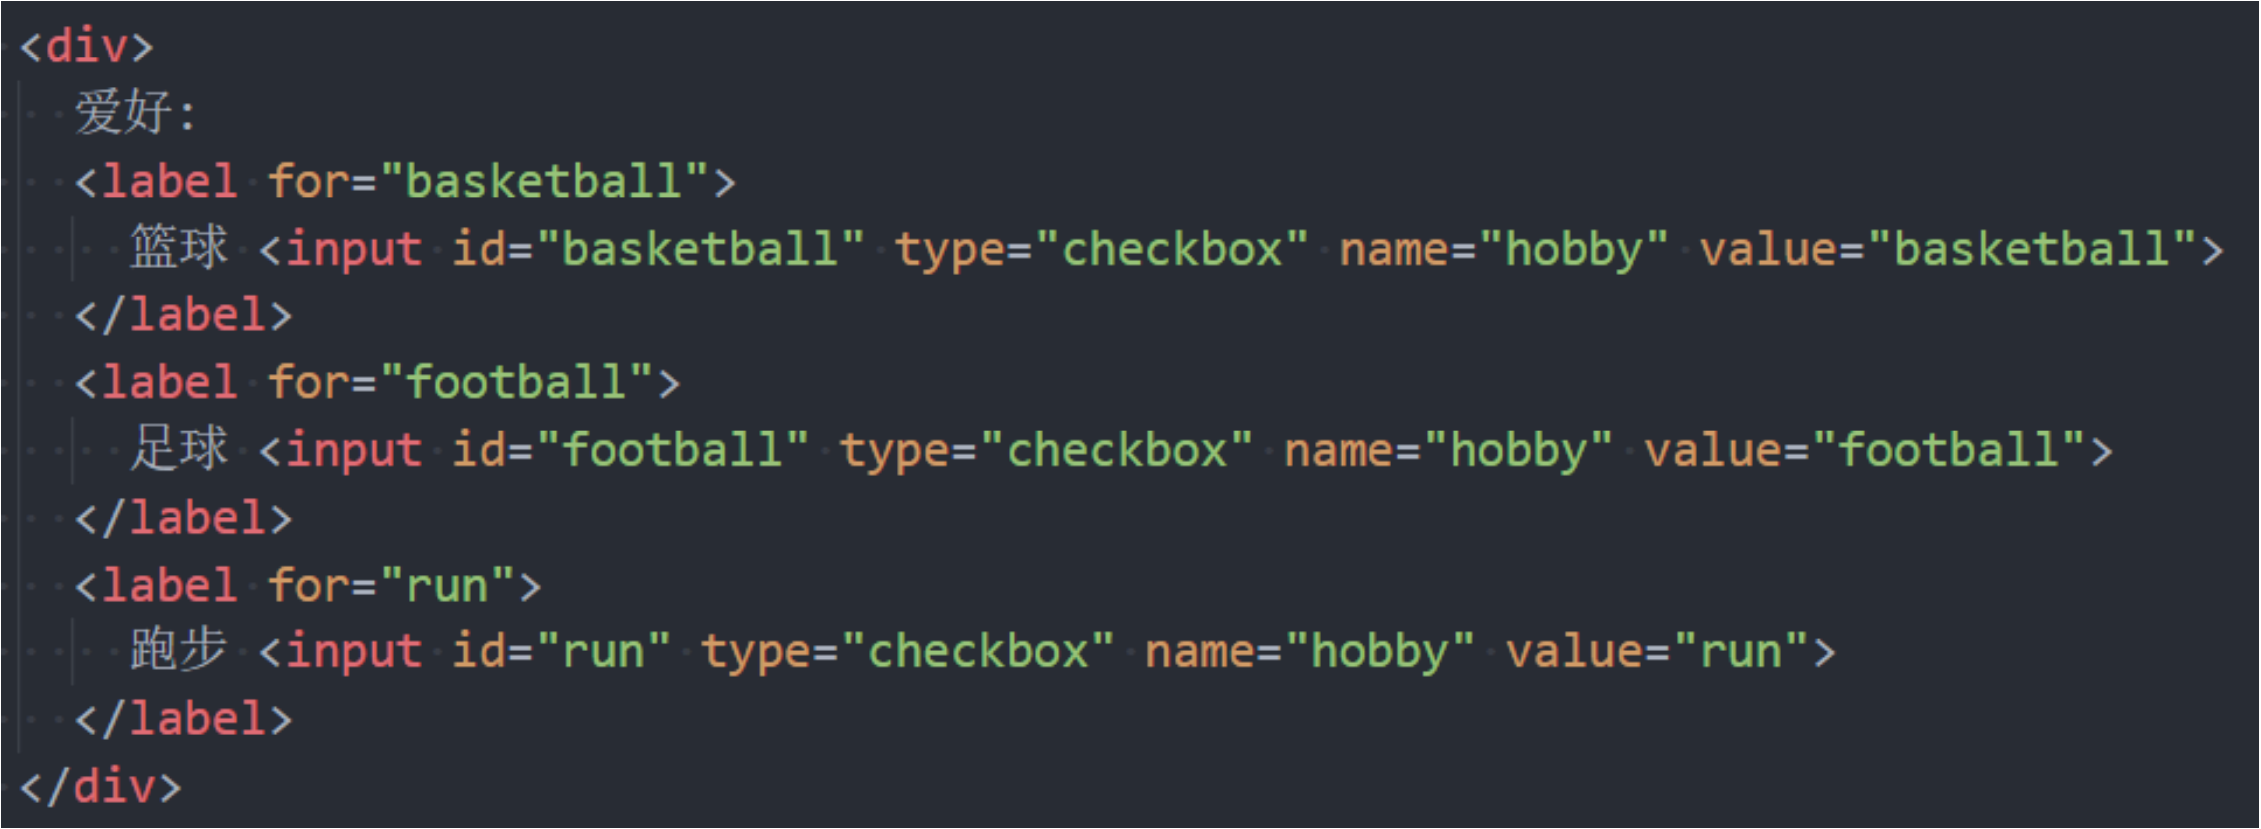 <div>
爱好:
<label for="basketball">
篮球 <input id="basketball" type="checkbox" name="hobby" value="basketball">
</label>
<label for="football">
足球 <input id="football" type="checkbox" name="hobby" value="football">
</label>
<label for="run">
跑步 <input id="run" type="checkbox" name="hobby" value="run">
</label>
</div>